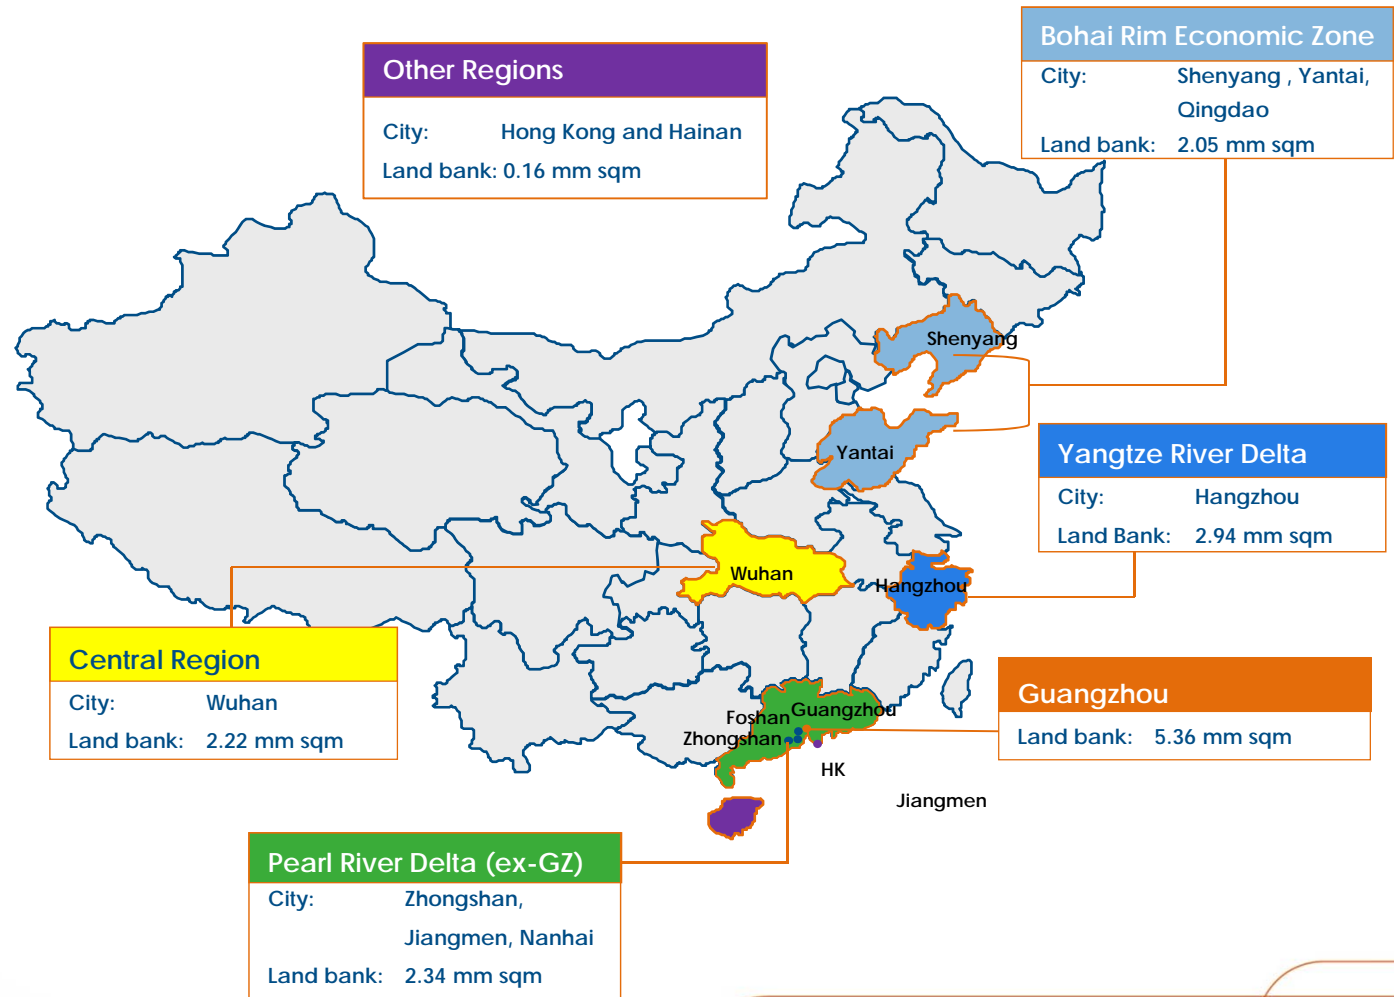 Bohai Rim Economic Zone
City: Shenyang , Yantai,
Qingdao
Land bank: 2.05 mm sqm
Other Regions
City: Hong Kong and Hainan
Land bank: 0.16 mm sqm
Shenyang
Yantai
Yangtze River Delta
City: Hangzhou
Land Bank: 2.94 mm sqm
Wuhan
Hangzhou
Central Region
City: Wuhan
Land bank: 2.22 mm sqm
Guangzhou
Land bank: 5.36 mm sqm
Guangzhou
Foshan
Zhongshan
HK
Jiangmen
Pearl River Delta (ex-GZ)
City: Zhongshan,
Jiangmen, Nanhai
Land bank: 2.34 mm sqm